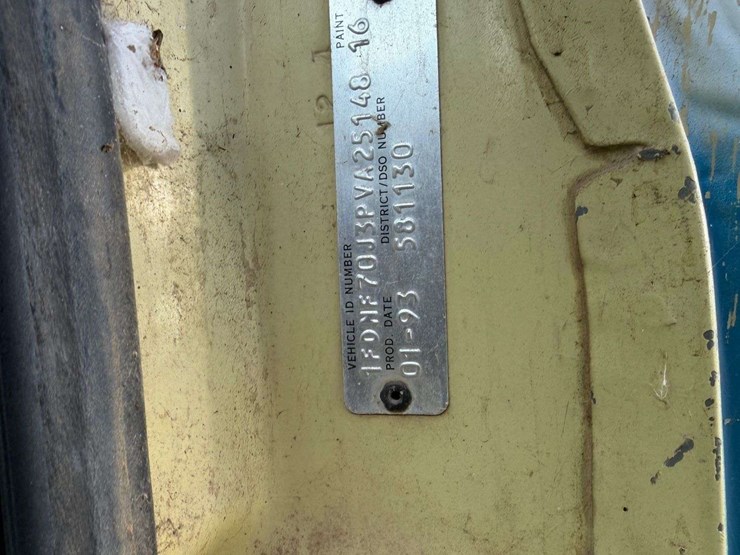 VEHICLE ID NUMBER PAINT
1FDNF70J3PVA25148 16
PROD. DATE DISTRICT/DSO NUMBER
01-93 581130